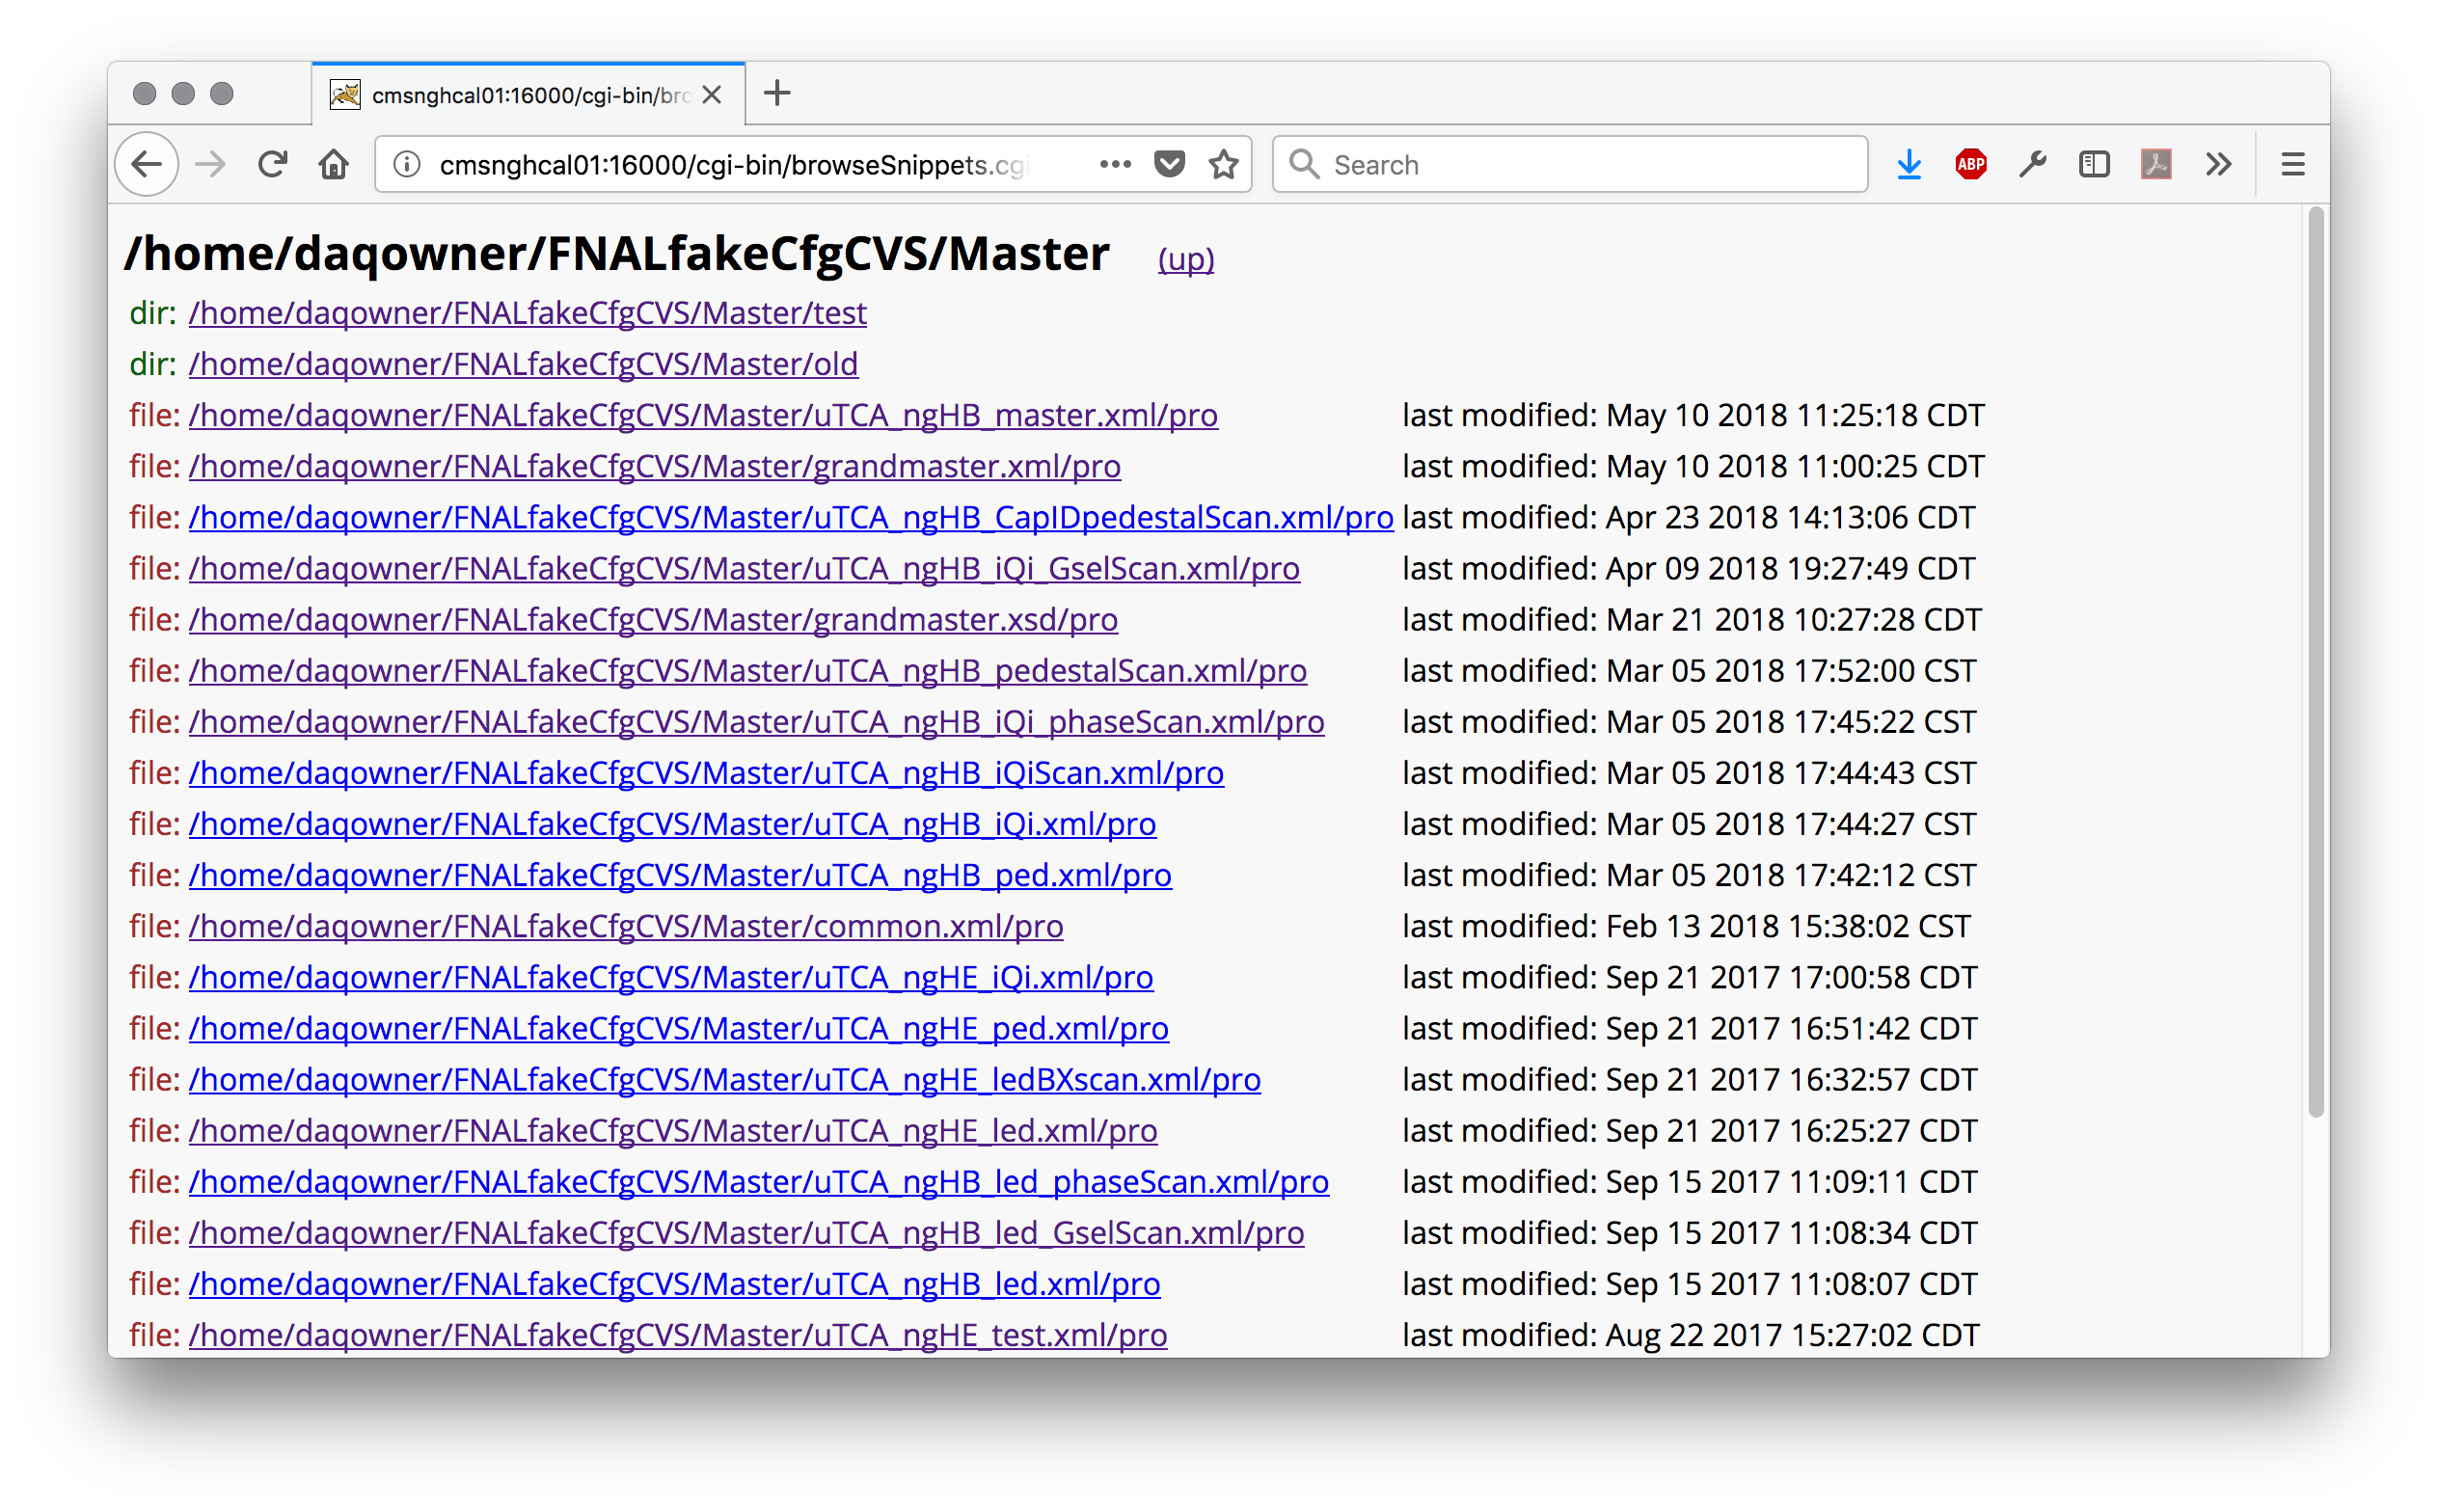 cmsnghcal01:16000/cgi-bin/bro
cmsnghcal01:16000/cgi-bin/browseSnippets.cgi
Search
ABP
/home/daqowner/FNALfakeCfgCVS/Master (up)
dir: /home/daqowner/FNALfakeCfgCVS/Master/test
dir: /home/daqowner/FNALfakeCfgCVS/Master/old
file: /home/daqowner/FNALfakeCfgCVS/Master/uTCA_ngHB_master.xml/pro last modified: May 10 2018 11:25:18 CDT
file: /home/daqowner/FNALfakeCfgCVS/Master/grandmaster.xml/pro last modified: May 10 2018 11:00:25 CDT
file: /home/daqowner/FNALfakeCfgCVS/Master/uTCA_ngHB_CapIDpedestalScan.xml/pro last modified: Apr 23 2018 14:13:06 CDT
file: /home/daqowner/FNALfakeCfgCVS/Master/uTCA_ngHB_iQi_GselScan.xml/pro last modified: Apr 09 2018 19:27:49 CDT
file: /home/daqowner/FNALfakeCfgCVS/Master/grandmaster.xsd/pro last modified: Mar 21 2018 10:27:28 CDT
file: /home/daqowner/FNALfakeCfgCVS/Master/uTCA_ngHB_pedestalScan.xml/pro last modified: Mar 05 2018 17:52:00 CST
file: /home/daqowner/FNALfakeCfgCVS/Master/uTCA_ngHB_iQi_phaseScan.xml/pro last modified: Mar 05 2018 17:45:22 CST
file: /home/daqowner/FNALfakeCfgCVS/Master/uTCA_ngHB_iQiScan.xml/pro last modified: Mar 05 2018 17:44:43 CST
file: /home/daqowner/FNALfakeCfgCVS/Master/uTCA_ngHB_iQi.xml/pro last modified: Mar 05 2018 17:44:27 CST
file: /home/daqowner/FNALfakeCfgCVS/Master/uTCA_ngHB_ped.xml/pro last modified: Mar 05 2018 17:42:12 CST
file: /home/daqowner/FNALfakeCfgCVS/Master/common.xml/pro last modified: Feb 13 2018 15:38:02 CST
file: /home/daqowner/FNALfakeCfgCVS/Master/uTCA_ngHE_iQi.xml/pro last modified: Sep 21 2017 17:00:58 CDT
file: /home/daqowner/FNALfakeCfgCVS/Master/uTCA_ngHE_ped.xml/pro last modified: Sep 21 2017 16:51:42 CDT
file: /home/daqowner/FNALfakeCfgCVS/Master/uTCA_ngHE_ledBXscan.xml/pro last modified: Sep 21 2017 16:32:57 CDT
file: /home/daqowner/FNALfakeCfgCVS/Master/uTCA_ngHE_led.xml/pro last modified: Sep 21 2017 16:25:27 CDT
file: /home/daqowner/FNALfakeCfgCVS/Master/uTCA_ngHB_led_phaseScan.xml/pro last modified: Sep 15 2017 11:09:11 CDT
file: /home/daqowner/FNALfakeCfgCVS/Master/uTCA_ngHB_led_GselScan.xml/pro last modified: Sep 15 2017 11:08:34 CDT
file: /home/daqowner/FNALfakeCfgCVS/Master/uTCA_ngHB_led.xml/pro last modified: Sep 15 2017 11:08:07 CDT
file: /home/daqowner/FNALfakeCfgCVS/Master/uTCA_ngHE_test.xml/pro last modified: Aug 22 2017 15:27:02 CDT